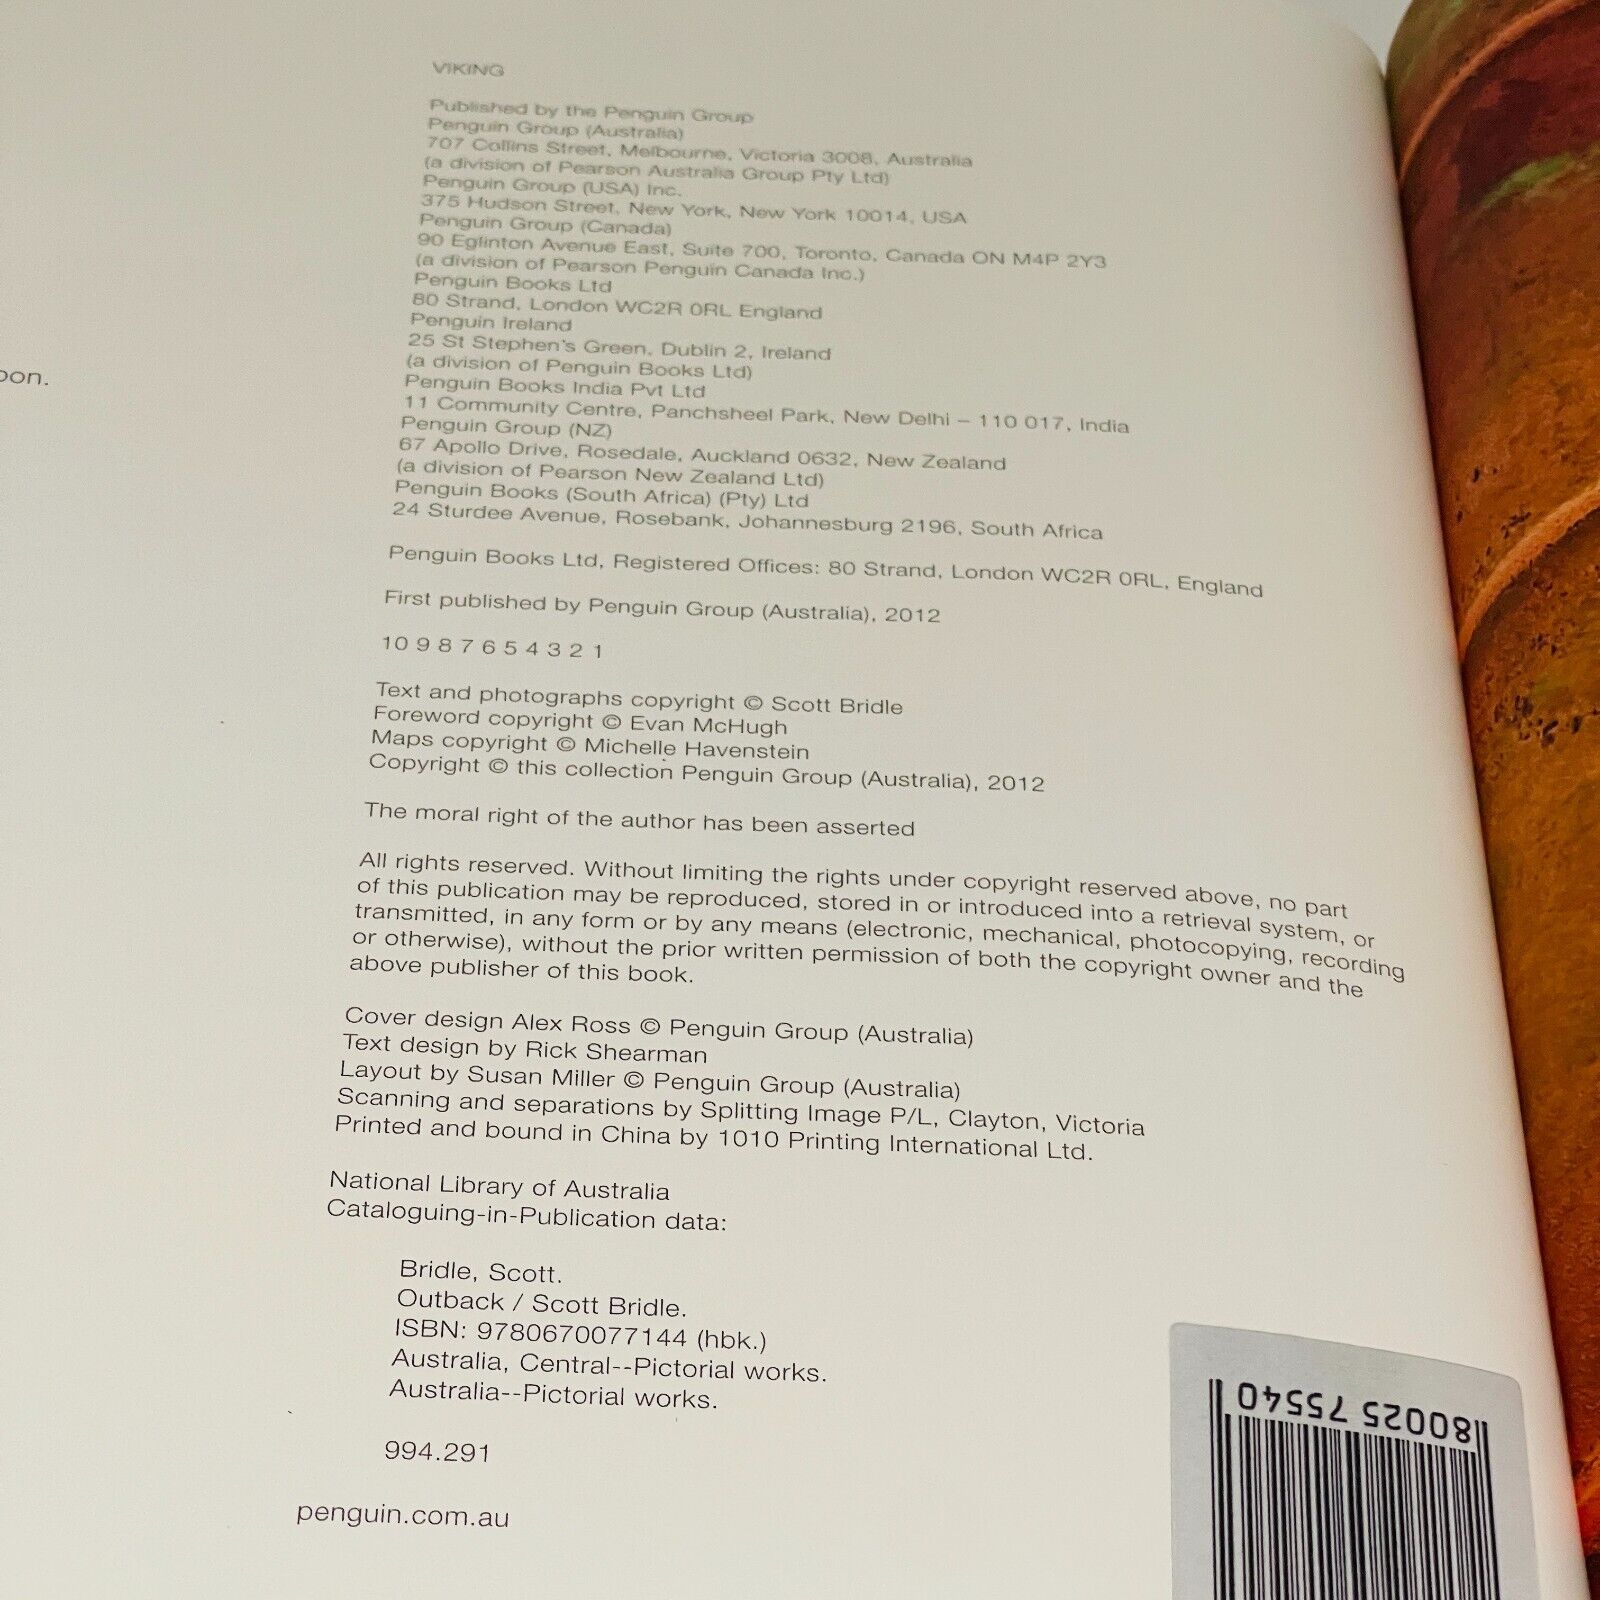 oon.
VIKING
Published by the Penguin Group
Penguin Group (Australia)
707 Collins Street, Melbourne, Victoria 3008, Australia
(a division of Pearson Australia Group Pty Ltd)
Penguin Group (USA) Inc.
375 Hudson Street, New York, New York 10014, USA
Penguin Group (Canada)
90 Eglinton Avenue East, Suite 700, Toronto, Canada ON M4P 2Y3
(a division of Pearson Penguin Canada Inc.)
Penguin Books Ltd
80 Strand, London WC2R 0RL England
Penguin Ireland
25 St Stephen's Green, Dublin 2, Ireland
(a division of Penguin Books Ltd)
Penguin Books India Pvt Ltd
11 Community Centre, Panchsheel Park, New Delhi – 110 017, India
Penguin Group (NZ)
67 Apollo Drive, Rosedale, Auckland 0632, New Zealand
(a division of Pearson New Zealand Ltd)
Penguin Books (South Africa) (Pty) Ltd
24 Sturdee Avenue, Rosebank, Johannesburg 2196, South Africa
Penguin Books Ltd, Registered Offices: 80 Strand, London WC2R 0RL, England
First published by Penguin Group (Australia), 2012
10 9 8 7 6 5 4 3 2 1
Text and photographs copyright © Scott Bridle
Foreword copyright © Evan McHugh
Maps copyright © Michelle Havenstein
Copyright © this collection Penguin Group (Australia), 2012
The moral right of the author has been asserted
All rights reserved. Without limiting the rights under copyright reserved above, no part
of this publication may be reproduced, stored in or introduced into a retrieval system, or
transmitted, in any form or by any means (electronic, mechanical, photocopying, recording
or otherwise), without the prior written permission of both the copyright owner and the
above publisher of this book.
Cover design Alex Ross © Penguin Group (Australia)
Text design by Rick Shearman
Layout by Susan Miller © Penguin Group (Australia)
Scanning and separations by Splitting Image P/L, Clayton, Victoria
Printed and bound in China by 1010 Printing International Ltd.
National Library of Australia
Cataloguing-in-Publication data:
Bridle, Scott.
Outback / Scott Bridle.
ISBN: 9780670077144 (hbk.)
Australia, Central--Pictorial works.
Australia--Pictorial works.
994.291
penguin.com.au
80025 75540